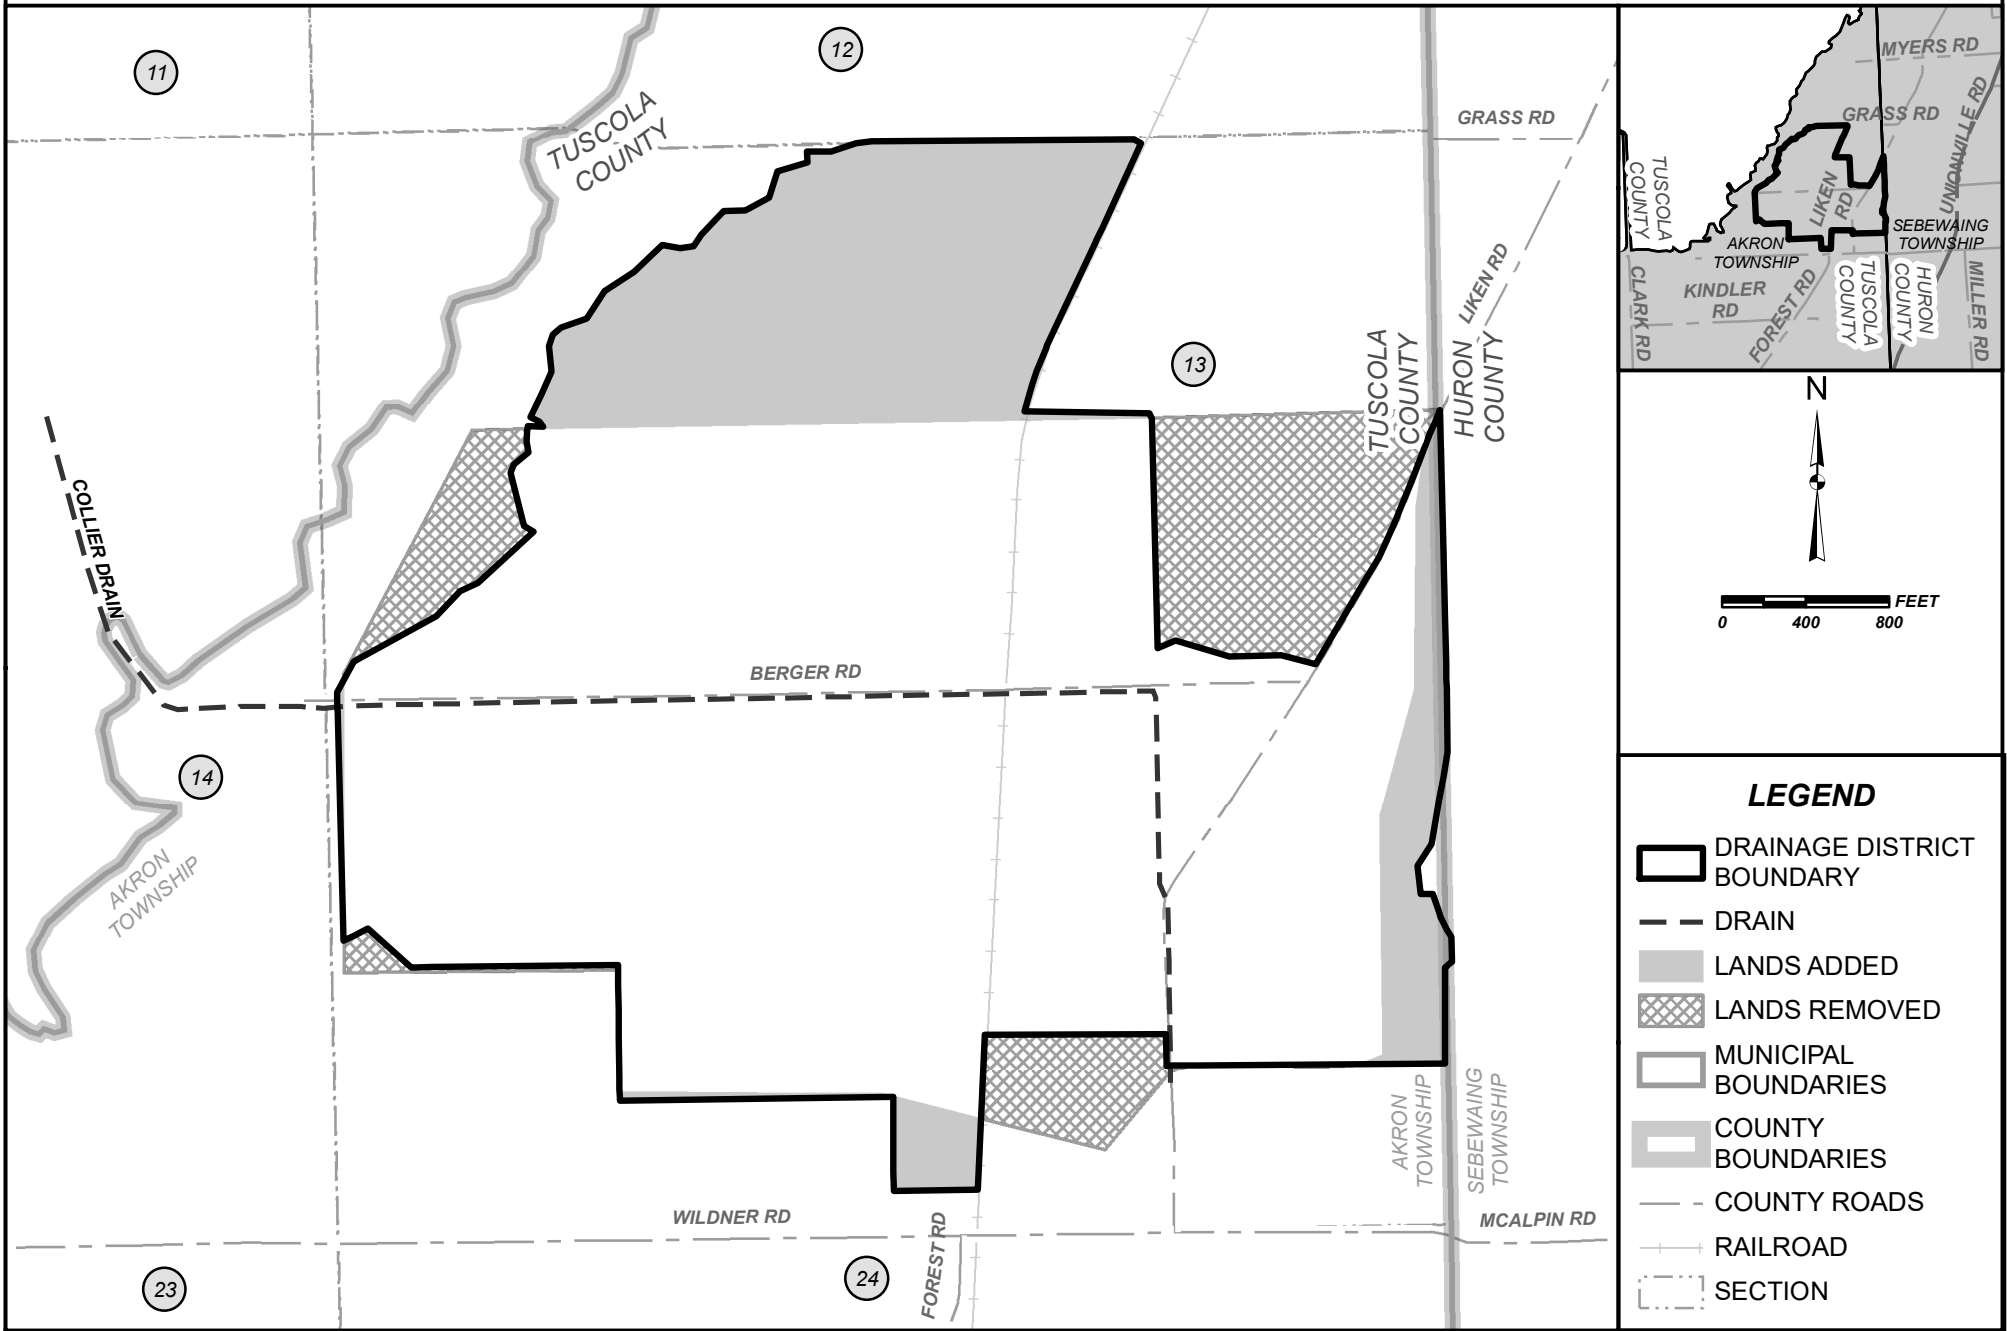 11
12
TUSCOLA
COUNTY
GRASS RD
LIKEN RD
13
TUSCOLA
COUNTY
HURON
COUNTY
COLLIER DRAIN
BERGER RD
14
AKRON
TOWNSHIP
AKRON
TOWNSHIP
SEBEWAING
TOWNSHIP
WILDNER RD
FOREST RD
MCALPIN RD
23
24
MYERS RD
GRASS RD
UNIONVILLE RD
TUSCOLA
COUNTY
LIKEN
RD
SEBEWAING
TOWNSHIP
AKRON
TOWNSHIP
CLARK RD
KINDLER
RD
FOREST RD
TUSCOLA
COUNTY
HURON
COUNTY
MILLER RD
N
FEET
0 400 800
LEGEND
DRAINAGE DISTRICT
BOUNDARY
DRAIN
LANDS ADDED
LANDS REMOVED
MUNICIPAL
BOUNDARIES
COUNTY
BOUNDARIES
COUNTY ROADS
RAILROAD
SECTION